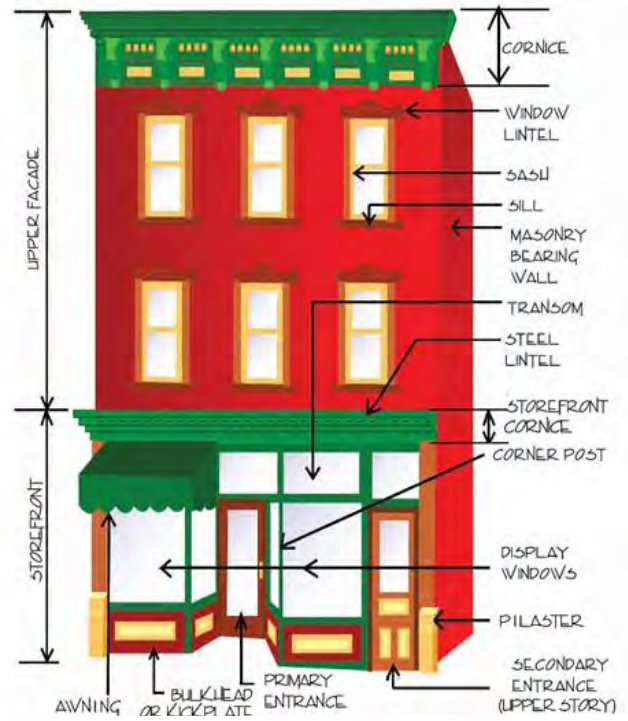 CORNICE
WINDOW
LINTEL
SASH
SILL
MASONRY
BEARING
WALL
TRANSOM
STEEL
LINTEL
STOREFRONT
CORNICE
CORNER POST
DISPLAY
WINDOWS
PILASTER
SECONDARY
ENTRANCE
(UPPER STORY)
PRIMARY
ENTRANCE
BULKHEAD
OR KICKPLATE
AWNING
UPPER FACADE
STOREFRONT